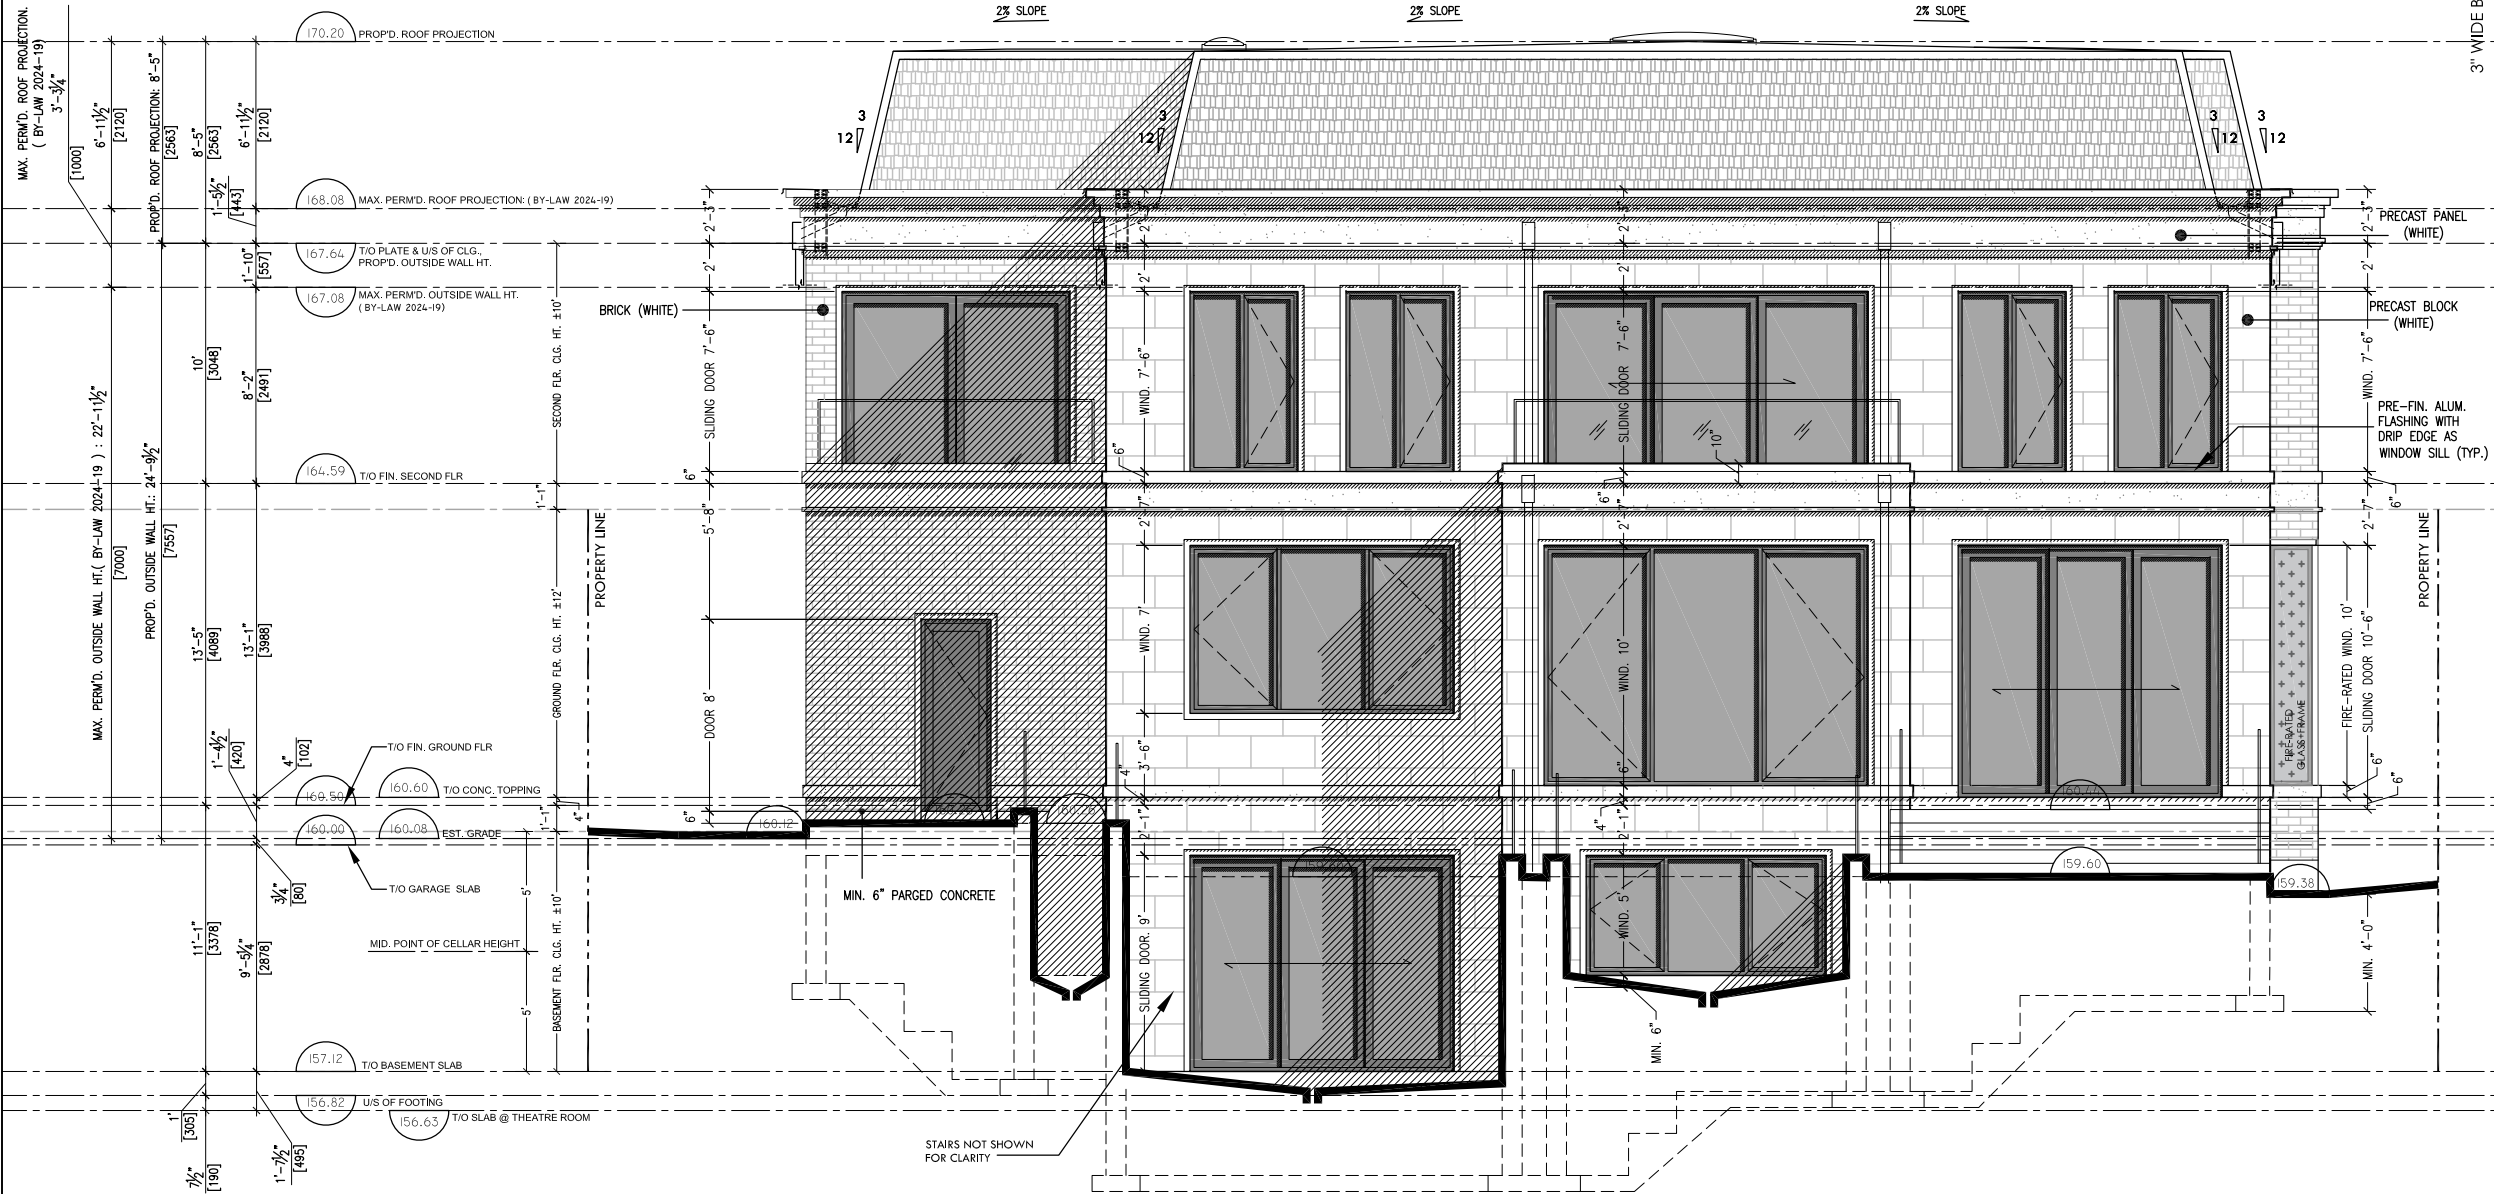 2% SLOPE
2% SLOPE
2% SLOPE
3" WIDE B
MAX. PERM'D. ROOF PROJECTION.
( BY-LAW 2024-19)
3'-3¼"
[1000]
6'-11½"
[2120]
PROP'D. ROOF PROJECTION: 8'-5"
[2563]
8'-5"
[2563]
6'-11½"
[2120]
1'-5½"
[443]
1'-10"
[557]
10'
[3048]
8'-2"
[2491]
MAX. PERM'D. OUTSIDE WALL HT.( BY-LAW 2024-19 ) : 22'-11½"
[7000]
PROP'D. OUTSIDE WALL HT.: 24'-9½"
[7557]
13'-5"
[4089]
13'-1"
[3988]
1'-4½"
[420]
4"
[102]
¾"
[80]
11'-1"
[3378]
9'-5¼"
[2878]
1'
[305]
7½"
[190]
1'-7½"
[495]
170.20 PROP'D. ROOF PROJECTION
168.08 MAX. PERM'D. ROOF PROJECTION: ( BY-LAW 2024-19)
167.64 T/O PLATE & U/S OF CLG.,
PROP'D. OUTSIDE WALL HT.
167.08 MAX. PERM'D. OUTSIDE WALL HT.
( BY-LAW 2024-19)
164.59 T/O FIN. SECOND FLR
T/O FIN. GROUND FLR
160.50
160.60 T/O CONC. TOPPING
160.00
160.08 EST. GRADE
T/O GARAGE SLAB
MID. POINT OF CELLAR HEIGHT
157.12 T/O BASEMENT SLAB
156.82 U/S OF FOOTING
156.63 T/O SLAB @ THEATRE ROOM
SECOND FLR. CLG. HT. ±10'
1'-1"
GROUND FLR. CLG. HT. ±12'
1'-1"
4"
BASEMENT FLR. CLG. HT. ±10'
5'
5'
PROPERTY LINE
3
12
3
12
3
12
3
12
2'-3"
2'
SLIDING DOOR 7'-6"
6"
5'-8"
DOOR 8'
6"
BRICK (WHITE)
160.12
MIN. 6" PARGED CONCRETE
2'-3"
2'
WIND. 7'-6"
6"
2'-7"
WIND. 7'
3'-6"
4"
2'-1"
SLIDING DOOR. 9'
STAIRS NOT SHOWN
FOR CLARITY
2'-3"
2'
SLIDING DOOR 7'-6"
10"
6"
2'-7"
WIND. 10'
6"
4"
2'-1"
WIND. 5'
MIN. 6"
160.44
159.60
159.38
FIRE-RATED
GLASS+FRAME
FIRE-RATED WIND. 10'
6"
2'-3"
2'
WIND. 7'-6"
6"
2'-7"
SLIDING DOOR 10'-6"
6"
MIN. 4'-0"
PRECAST PANEL
(WHITE)
PRECAST BLOCK
(WHITE)
PRE-FIN. ALUM.
FLASHING WITH
DRIP EDGE AS
WINDOW SILL (TYP.)
PROPERTY LINE